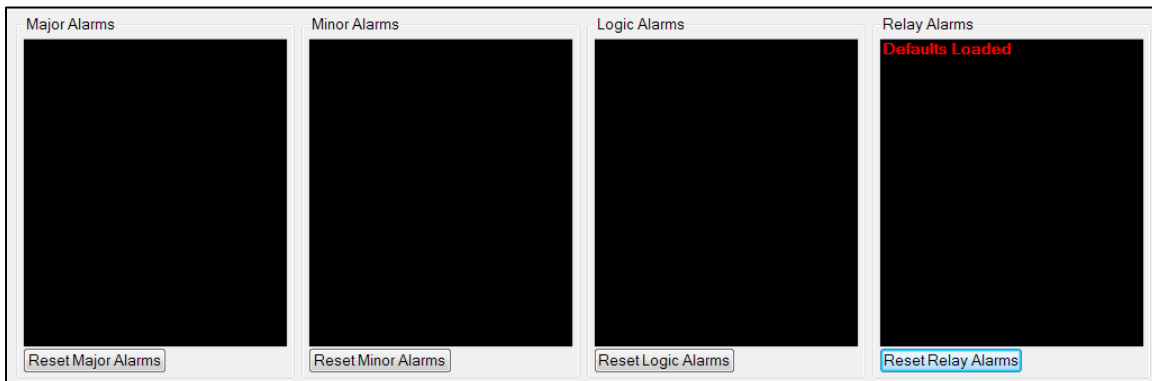 Major Alarms
Minor Alarms
Logic Alarms
Relay Alarms
Defaults Loaded
Reset Major Alarms
Reset Minor Alarms
Reset Logic Alarms
Reset Relay Alarms